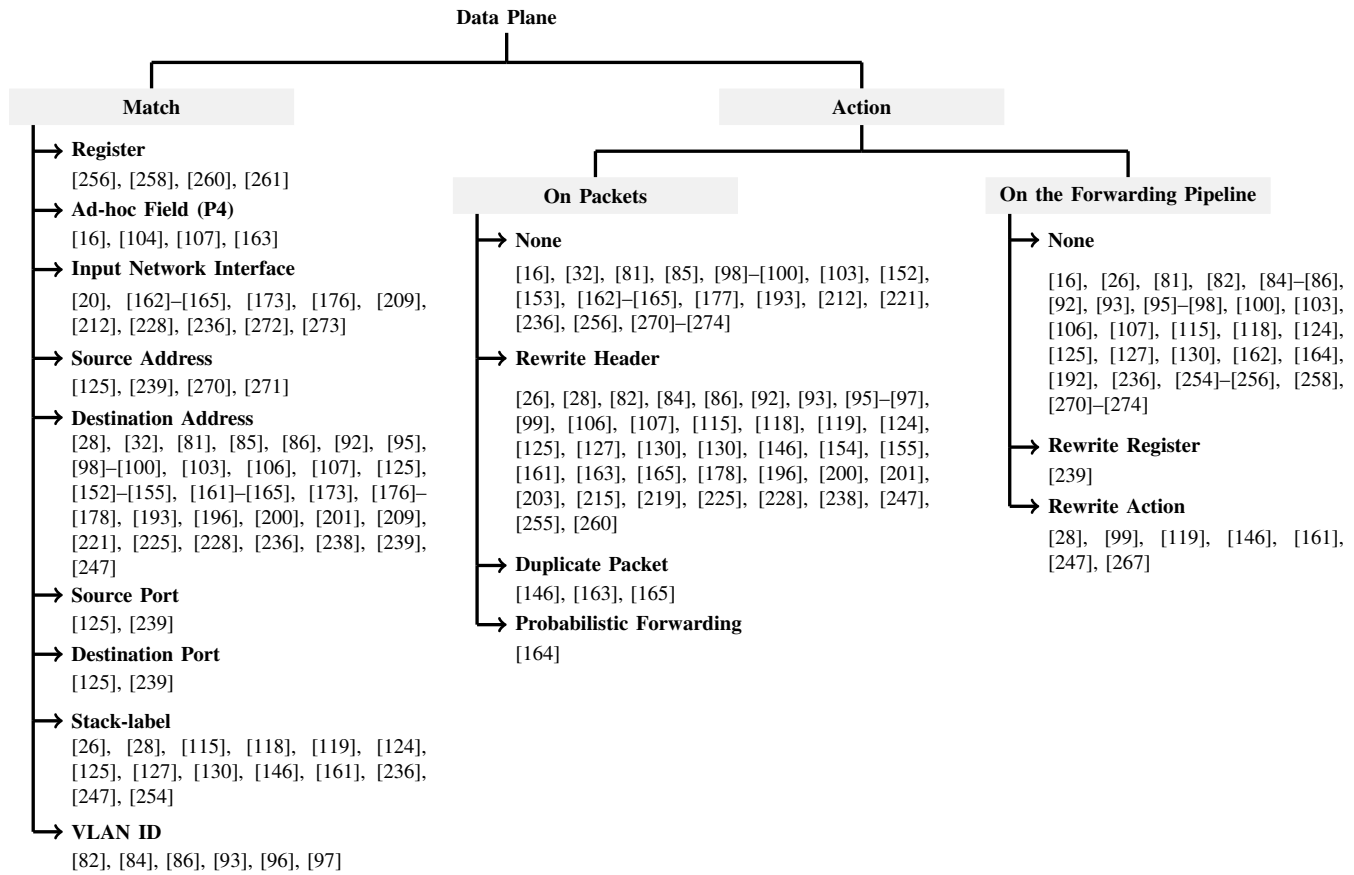 Data Plane
Match
Register
[256], [258], [260], [261]
Ad-hoc Field (P4)
[16], [104], [107], [163]
Input Network Interface
[20], [162]–[165], [173], [176], [209],
[212], [228], [236], [272], [273]
Source Address
[125], [239], [270], [271]
Destination Address
[28], [32], [81], [85], [86], [92], [95],
[98]–[100], [103], [106], [107], [125],
[152]–[155], [161]–[165], [173], [176]–
[178], [193], [196], [200], [201], [209],
[221], [225], [228], [236], [238], [239],
[247]
Source Port
[125], [239]
Destination Port
[125], [239]
Stack-label
[26], [28], [115], [118], [119], [124],
[125], [127], [130], [146], [161], [236],
[247], [254]
VLAN ID
[82], [84], [86], [93], [96], [97]
Action
On Packets
None
[16], [32], [81], [85], [98]–[100], [103], [152],
[153], [162]–[165], [177], [193], [212], [221],
[236], [256], [270]–[274]
Rewrite Header
[26], [28], [82], [84], [86], [92], [93], [95]–[97],
[99], [106], [107], [115], [118], [119], [124],
[125], [127], [130], [130], [146], [154], [155],
[161], [163], [165], [178], [196], [200], [201],
[203], [215], [219], [225], [228], [238], [247],
[255], [260]
Duplicate Packet
[146], [163], [165]
Probabilistic Forwarding
[164]
On the Forwarding Pipeline
None
[16], [26], [81], [82], [84]–[86],
[92], [93], [95]–[98], [100], [103],
[106], [107], [115], [118], [124],
[125], [127], [130], [162], [164],
[192], [236], [254]–[256], [258],
[270]–[274]
Rewrite Register
[239]
Rewrite Action
[28], [99], [119], [146], [161],
[247], [267]